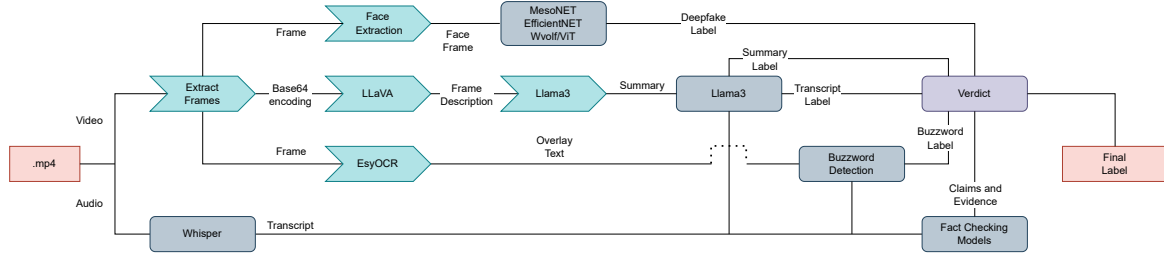 Face
Extraction
MesoNET
EfficientNET
Wvolf/ViT
Deepfake
Label
Frame
Face
Frame
Summary
Label
Extract
Frames
Base64
encoding
LLaVA
Frame
Description
Llama3
Summary
Llama3
Transcript
Label
Verdict
Video
Buzzword
Label
.mp4
Frame
EsyOCR
Overlay
Text
Buzzword
Detection
Final
Label
Audio
Claims and
Evidence
Whisper
Transcript
Fact Checking
Models